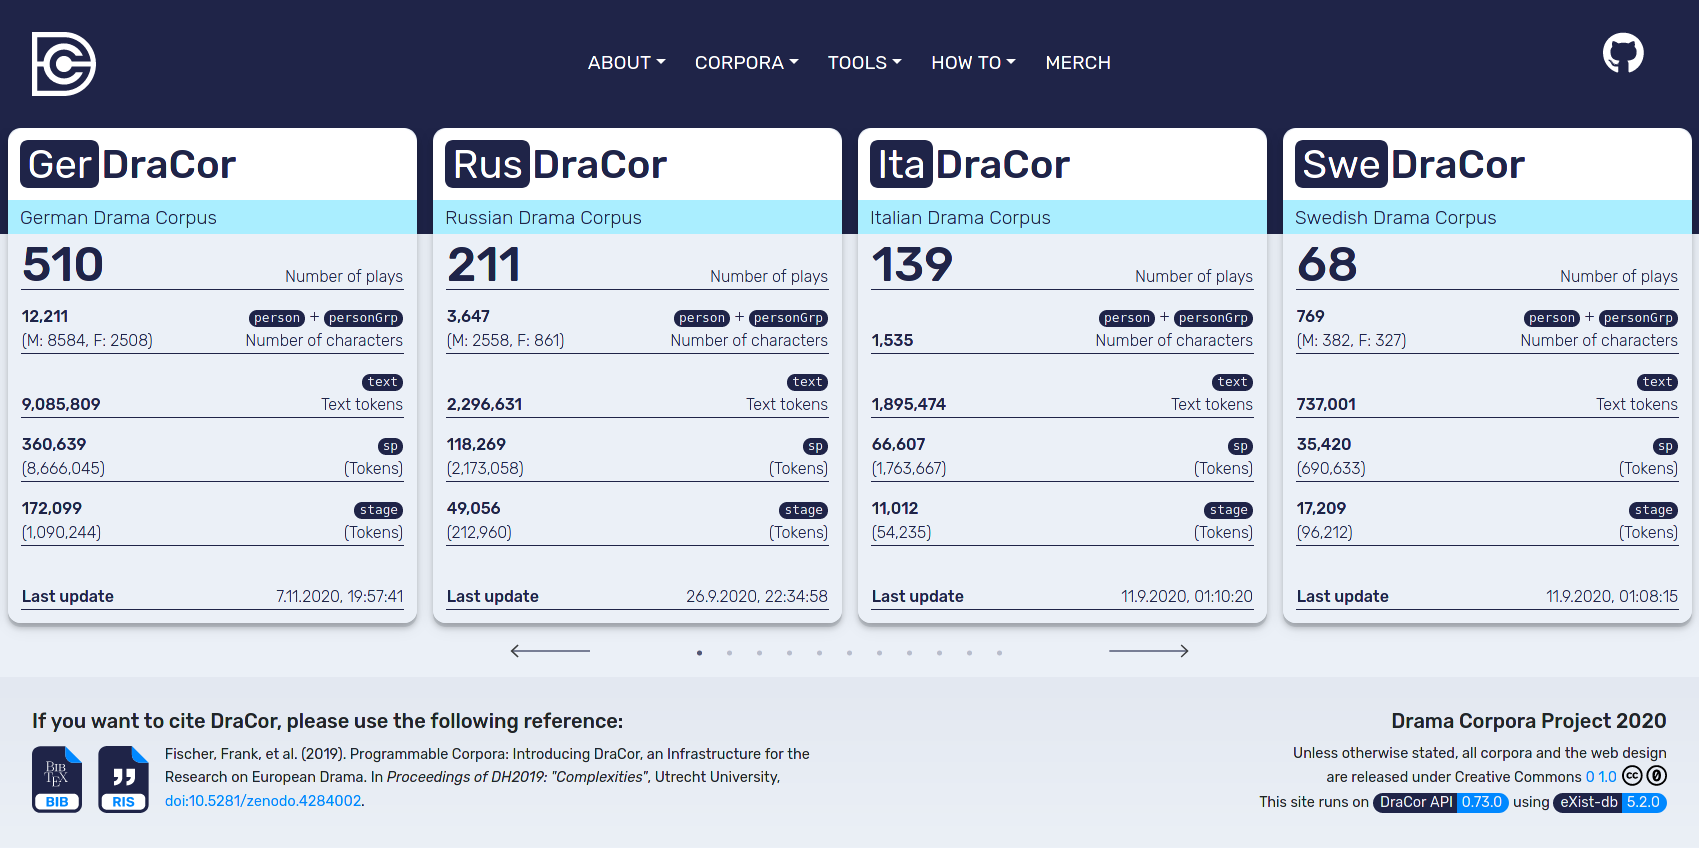 ABOUT CORPORA TOOLS HOW TO MERCH
Ger DraCor
German Drama Corpus
510 Number of plays
12,211 person + personGrp
(M: 8584, F: 2508) Number of characters
text
9,085,809 Text tokens
360,639 sp
(8,666,045) (Tokens)
172,099 stage
(1,090,244) (Tokens)
Last update 7.11.2020, 19:57:41
Rus DraCor
Russian Drama Corpus
211 Number of plays
3,647 person + personGrp
(M: 2558, F: 861) Number of characters
text
2,296,631 Text tokens
118,269 sp
(2,173,058) (Tokens)
49,056 stage
(212,960) (Tokens)
Last update 26.9.2020, 22:34:58
Ita DraCor
Italian Drama Corpus
139 Number of plays
person + personGrp
1,535 Number of characters
text
1,895,474 Text tokens
66,607 sp
(1,763,667) (Tokens)
11,012 stage
(54,235) (Tokens)
Last update 11.9.2020, 01:10:20
Swe DraCor
Swedish Drama Corpus
68 Number of plays
769 person + personGrp
(M: 382, F: 327) Number of characters
text
737,001 Text tokens
35,420 sp
(690,633) (Tokens)
17,209 stage
(96,212) (Tokens)
Last update 11.9.2020, 01:08:15
If you want to cite DraCor, please use the following reference:
BIBTEX
BIB
RIS
Fischer, Frank, et al. (2019). Programmable Corpora: Introducing DraCor, an Infrastructure for the
Research on European Drama. In Proceedings of DH2019: "Complexities", Utrecht University,
doi:10.5281/zenodo.4284002.
Drama Corpora Project 2020
Unless otherwise stated, all corpora and the web design
are released under Creative Commons 0 1.0 cc 0
This site runs on DraCor API 0.73.0 using eXist-db 5.2.0